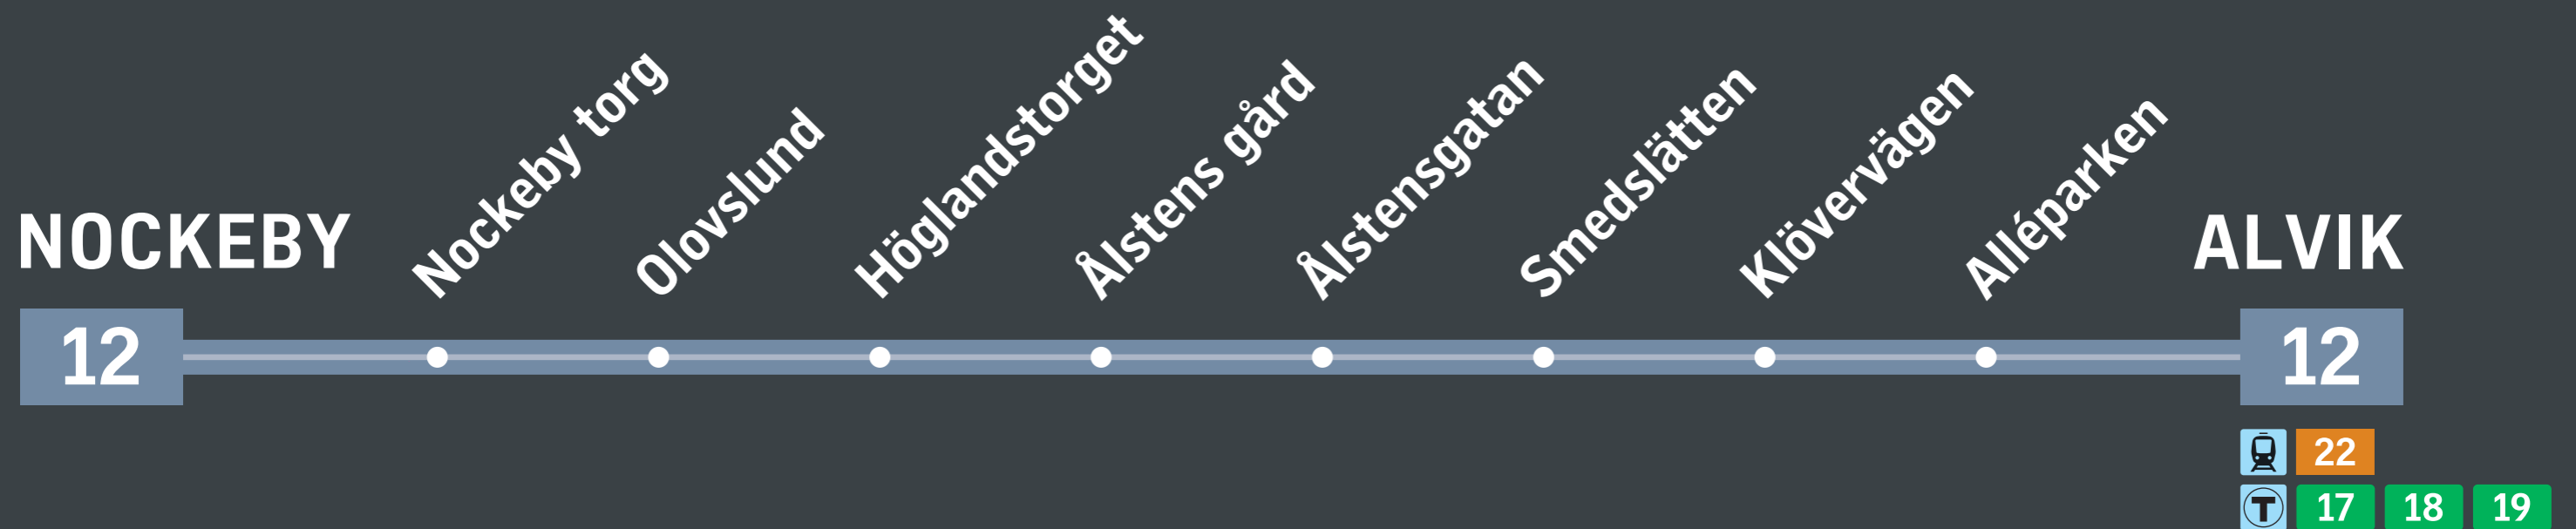 NOCKEBY
Nockeby torg
Olovslund
Höglandstorget
Ålstens gård
Ålstensgatan
Smedslätten
Klövervägen
Alléparken
ALVIK
12
12
22
T 17 18 19